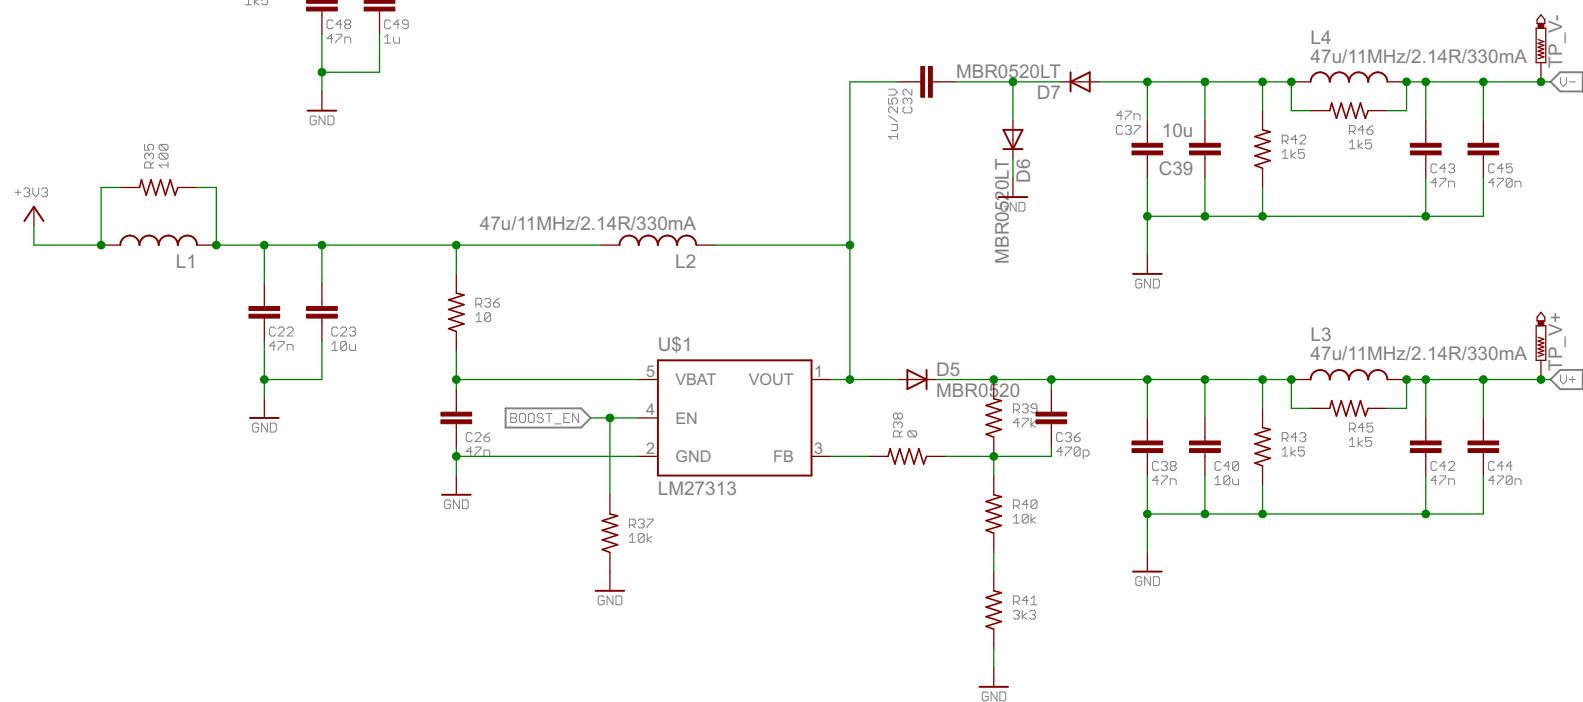 1k5
C48
47n
C49
1u
GND
R35
100
+3V3
L1
C22
47n
C23
10u
GND
47u/11MHz/2.14R/330mA
L2
R36
10
C26
47n
GND
BOOST_EN
R37
10k
GND
U$1
5
VBAT
VOUT
1
4
EN
2
GND
FB
3
LM27313
1u/25V
C32
MBR0520LT
D7
MBR0520LT
D6
GND
47n
C37
10u
C39
R42
1k5
GND
L4
47u/11MHz/2.14R/330mA
R46
1k5
C43
47n
C45
470n
TP_V-
V-
D5
MBR0520
R38
0
R39
47k
C36
470p
R40
10k
R41
3k3
GND
C38
47n
C40
10u
R43
1k5
GND
L3
47u/11MHz/2.14R/330mA
R45
1k5
C42
47n
C44
470n
TP_V+
V+